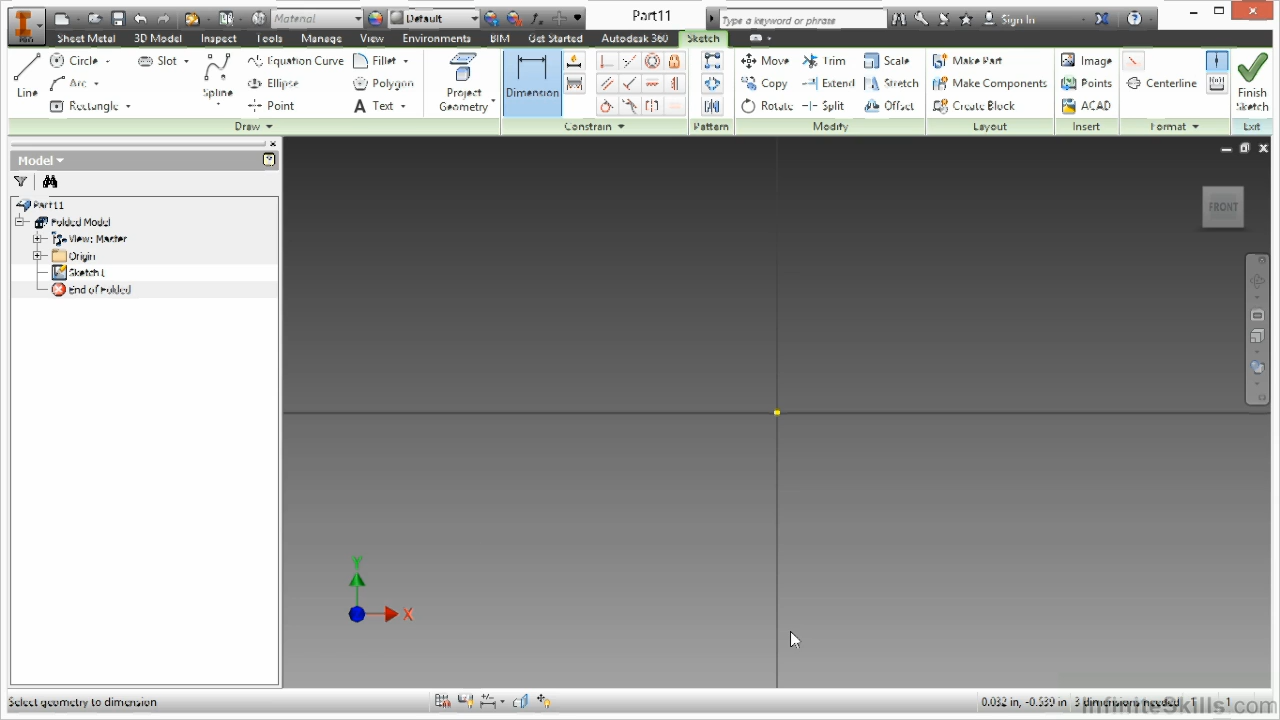 Material
Default
Part11
Type a keyword or phrase
Sign In
Sheet Metal
3D Model
Inspect
Tools
Manage
View
Environments
BIM
Get Started
Autodesk 360
Sketch
Line
Circle
Arc
Rectangle
Slot
Spline
Equation Curve
Ellipse
Point
Fillet
Polygon
Text
Project Geometry
Dimension
Move
Copy
Rotate
Trim
Extend
Split
Scale
Stretch
Offset
Make Part
Make Components
Create Block
Image
Points
ACAD
Centerline
Finish Sketch
Draw
Constrain
Pattern
Modify
Layout
Insert
Format
Exit
Model
Part11
Folded Model
View: Master
Origin
Sketch1
End of Folded
FRONT
Y
X
Select geometry to dimension
0.032 in, -0.539 in
3 dimensions needed
1
1
InfiniteSkills.com